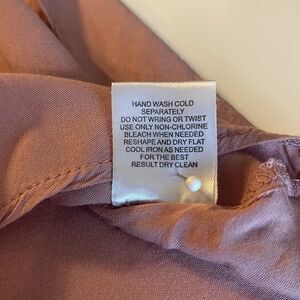 HAND WASH COLD
SEPARATELY
DO NOT WRING OR TWIST
USE ONLY NON-CHLORINE
BLEACH WHEN NEEDED
RESHAPE AND DRY FLAT
COOL IRON AS NEEDED
FOR THE BEST
RESULT DRY CLEAN